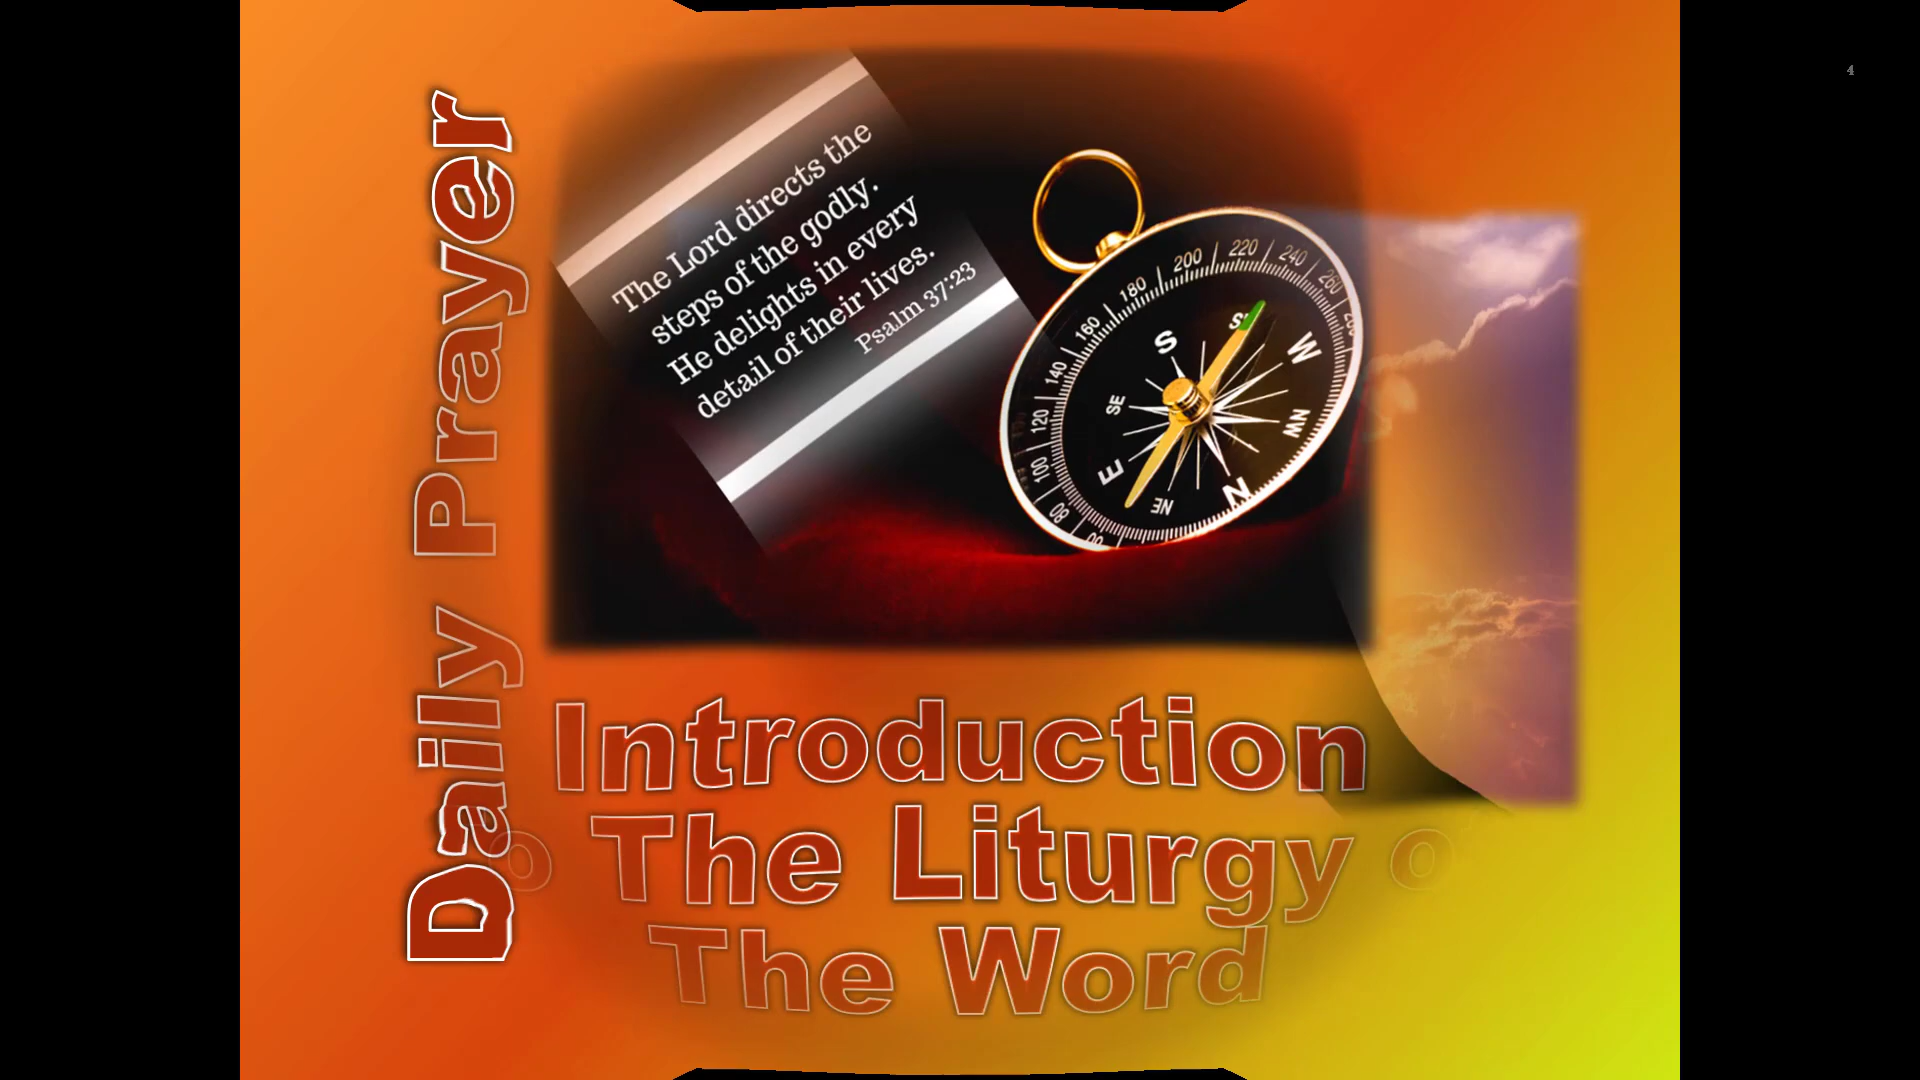 4
Daily Prayer
The Lord directs the
steps of the godly.
He delights in every
detail of their lives.
Psalm 37:23
180 200 220 240 260
160
140
120
100
80
S
W
SE
NW
E
NE
N
Introduction
o The Liturgy o
The Word